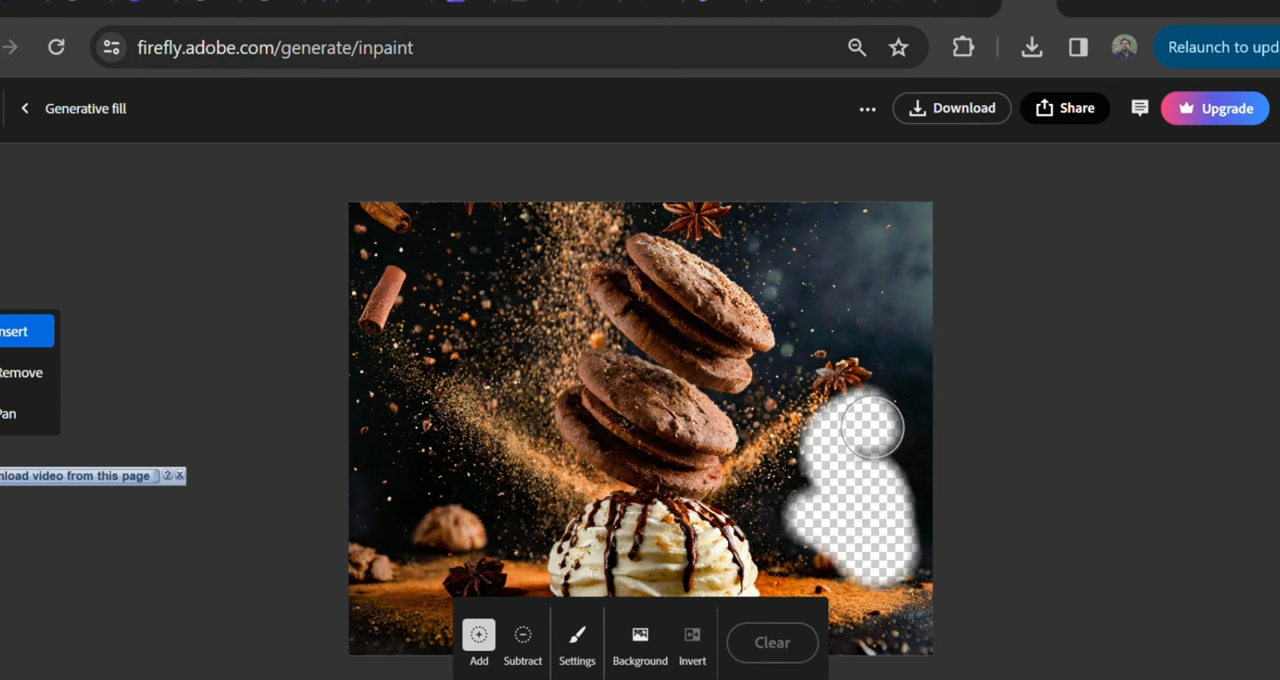 firefly.adobe.com/generate/inpaint
Relaunch to upd
Generative fill
Download
Share
Upgrade
nsert
Remove
Pan
nload video from this page
Add
Subtract
Settings
Background
Invert
Clear